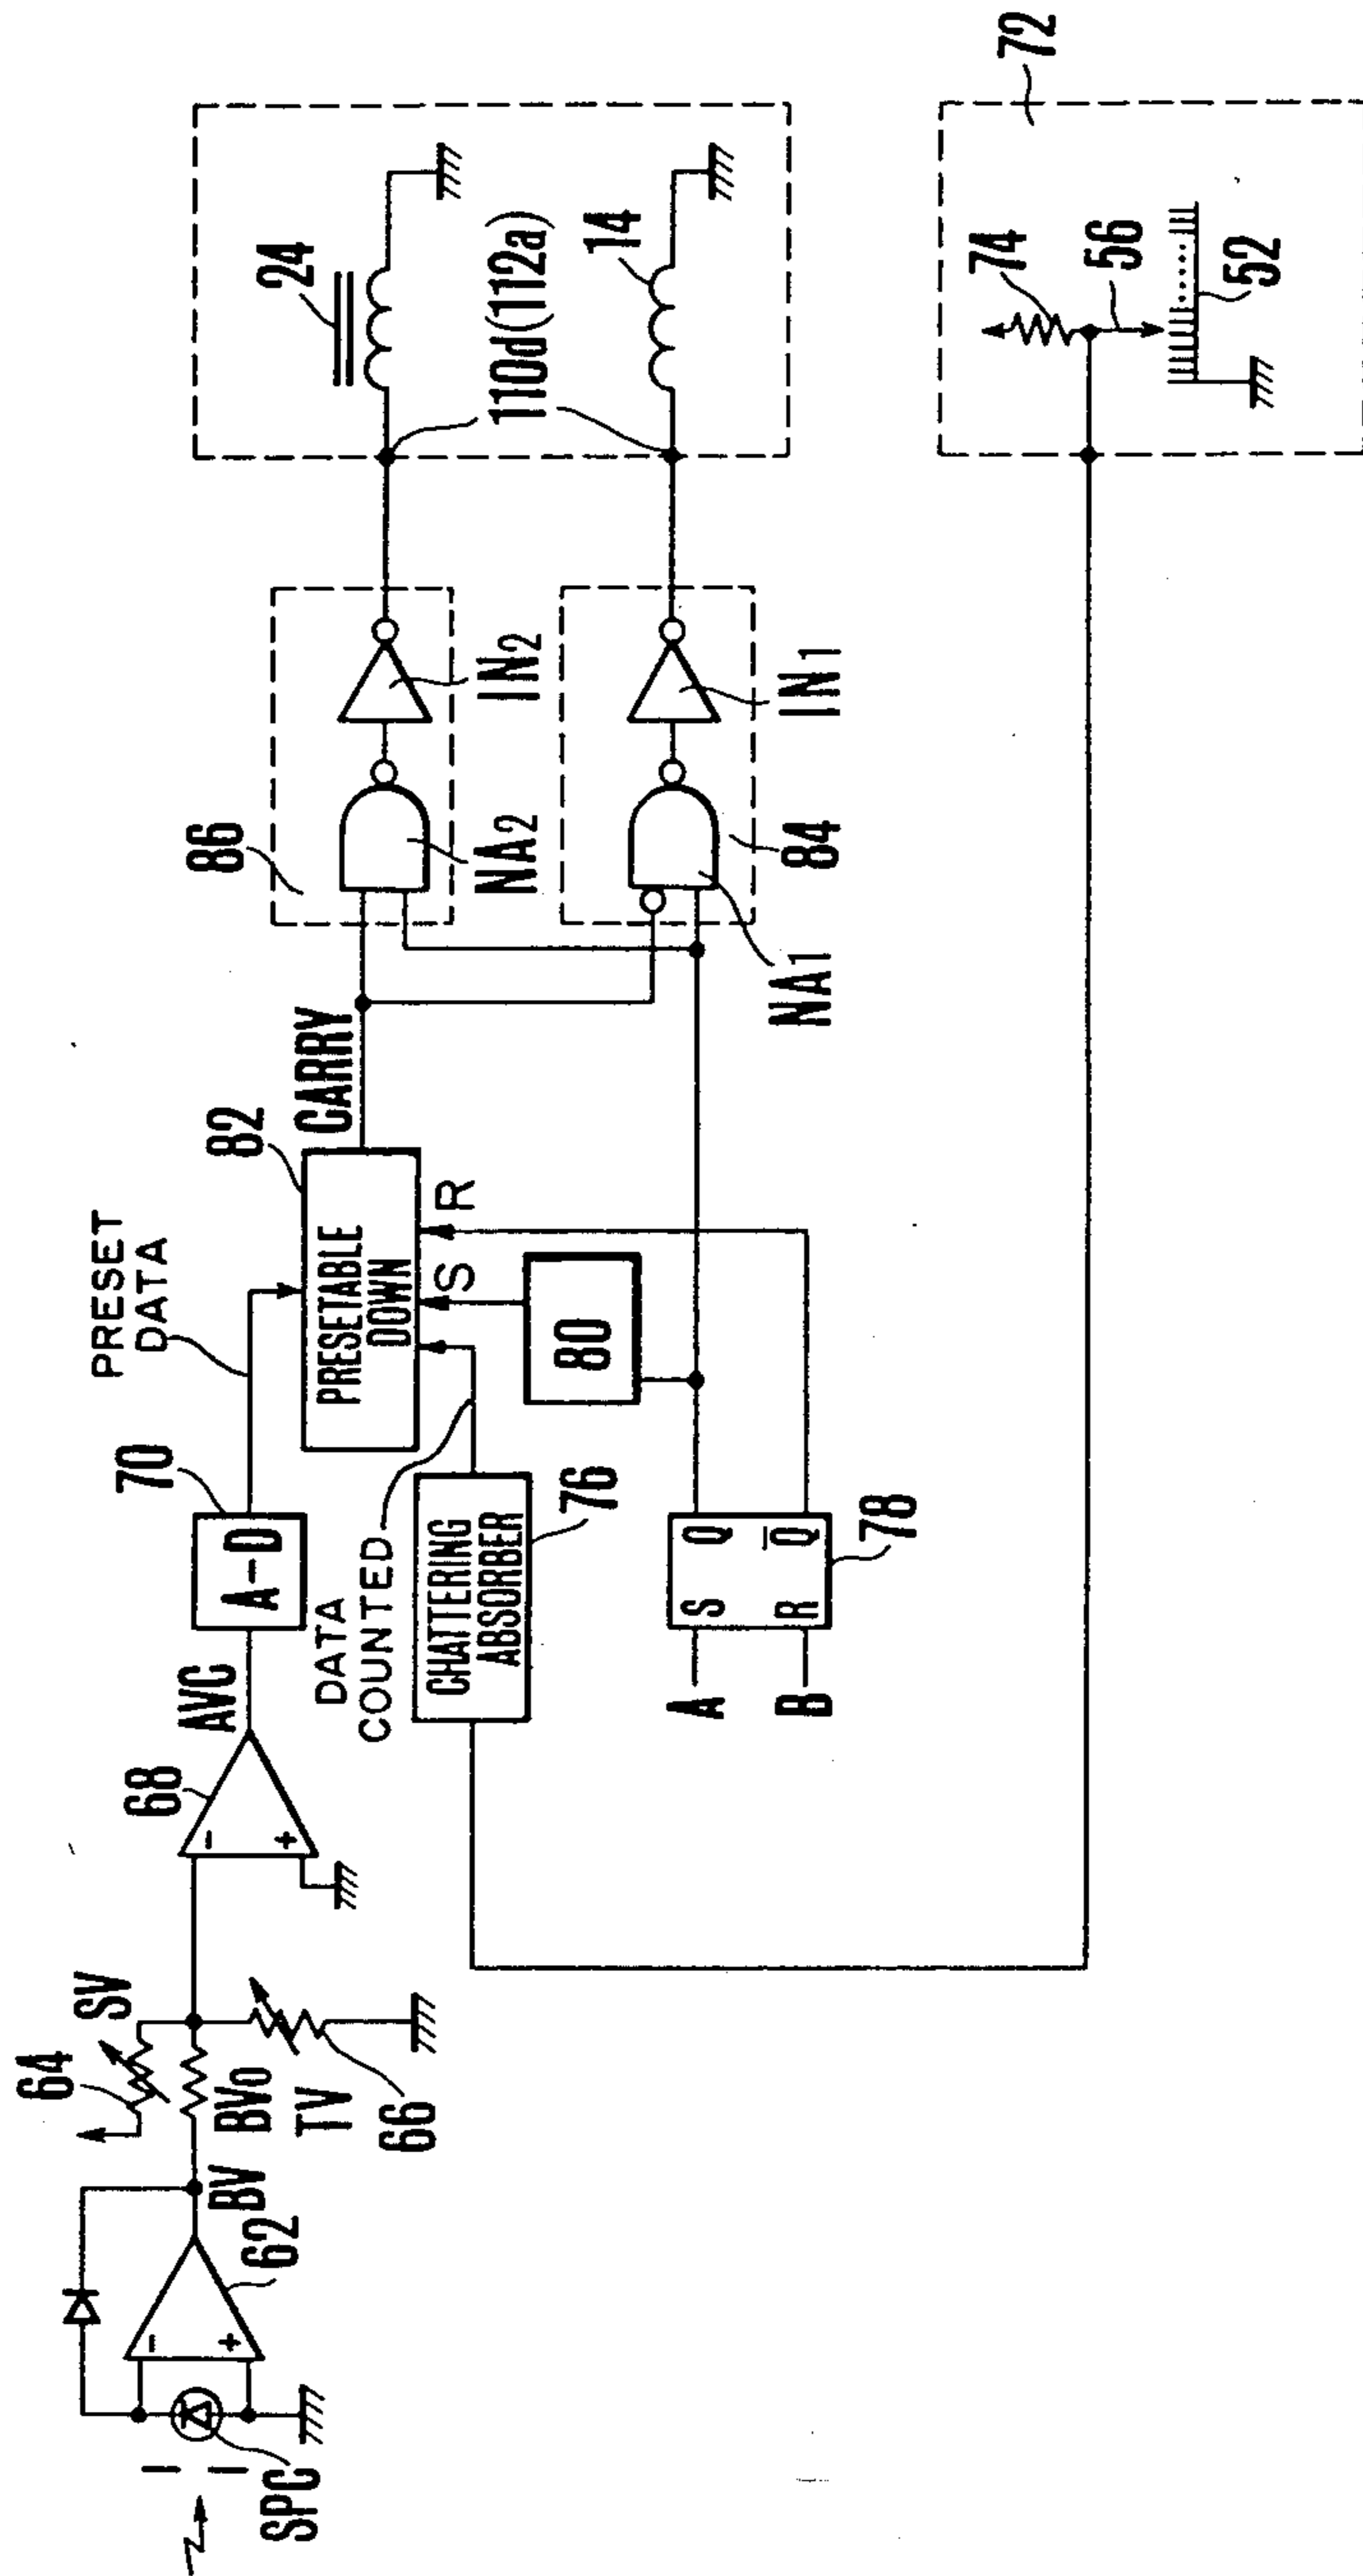 SPC
BV
62
64
SV
BV0
TV
66
68
AVC
A-D
70
PRESET
DATA
PRESETABLE
DOWN
82
CARRY
S
R
DATA
COUNTED
CHATTERING
ABSORBER
76
80
A
B
S
Q
R
Q̅
78
86
NA2
IN2
84
NA1
IN1
24
110d(112a)
14
72
74
56
52
-
+
-
+